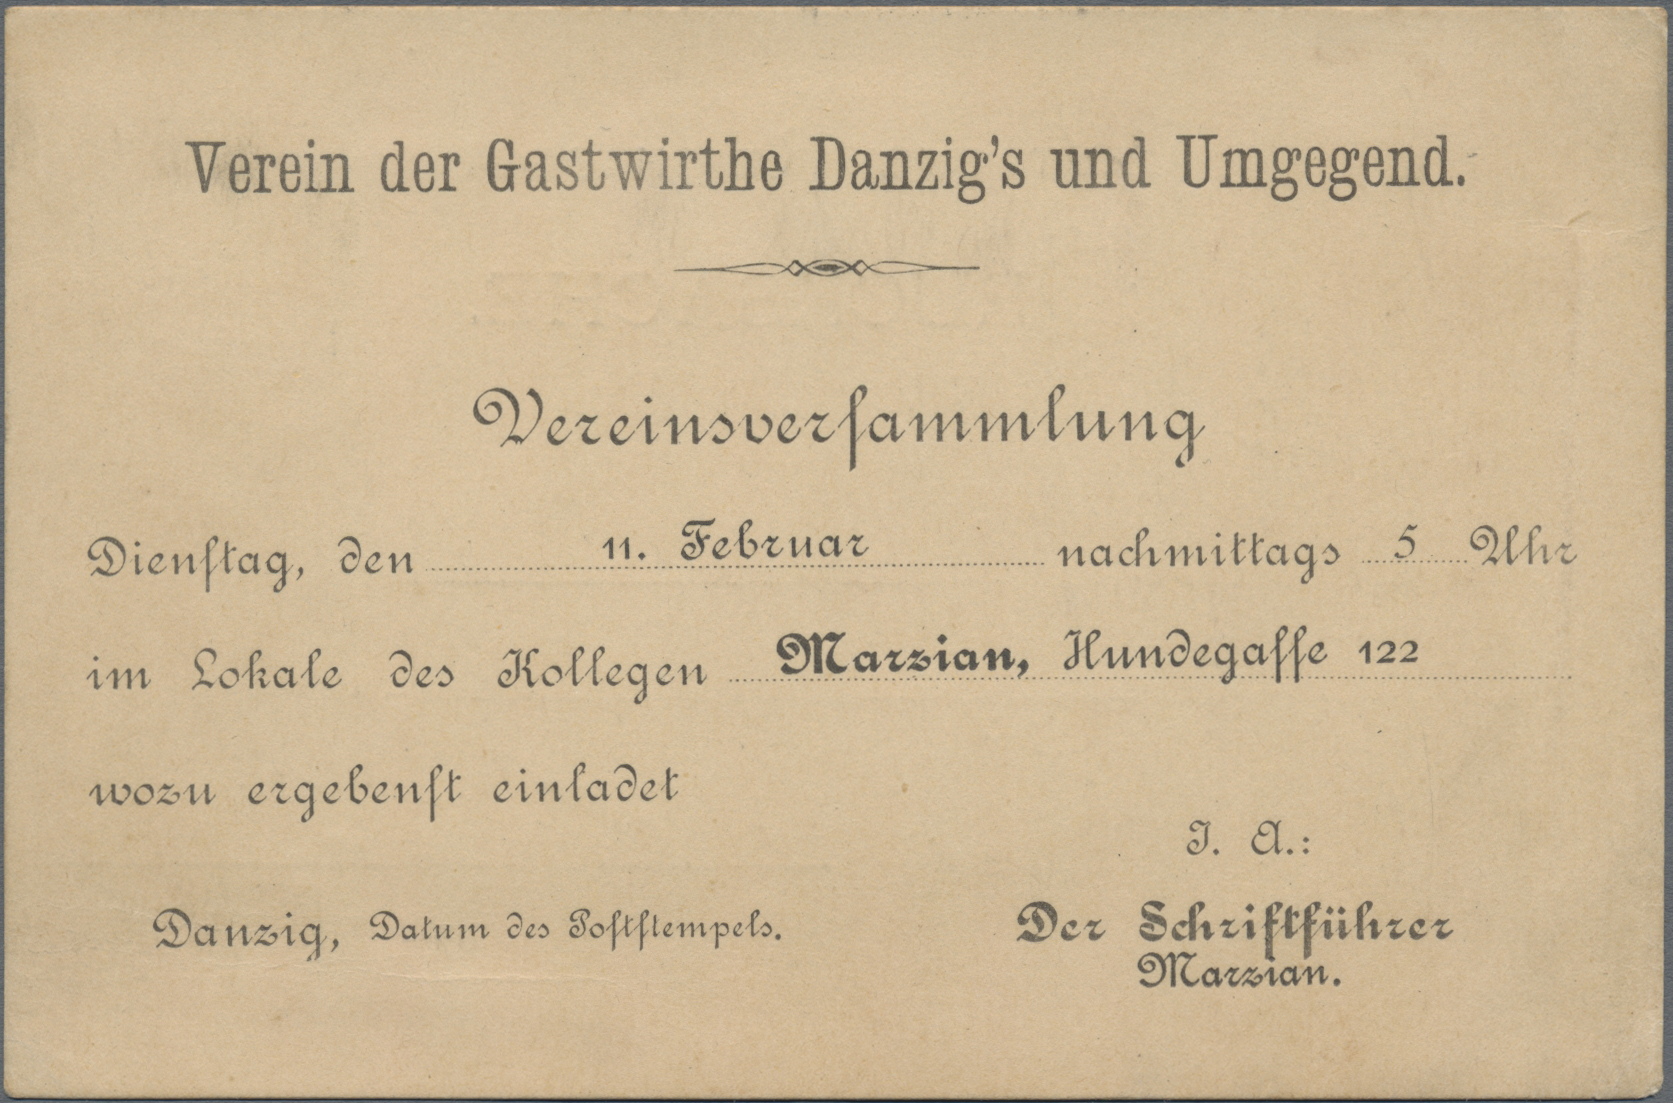 Verein der Gastwirthe Danzig's und Umgegend.
Vereinsversammlung
Dienstag, den 11. Februar nachmittags 5 Uhr
im Lokale des Kollegen Marzian, Hundegasse 122
wozu ergebenst einladet
J. A.:
Danzig, Datum des Poststempels.
Der Schriftführer
Marzian.